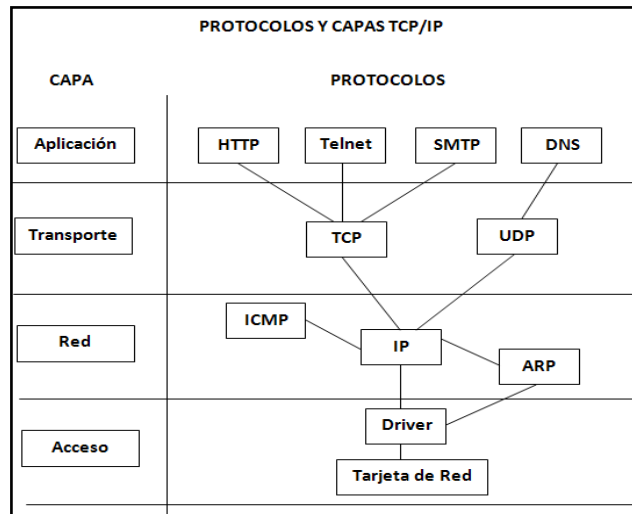 PROTOCOLOS Y CAPAS TCP/IP
CAPA PROTOCOLOS
Aplicación HTTP Telnet SMTP DNS
Transporte TCP UDP
ICMP
Red IP
ARP
Driver
Acceso
Tarjeta de Red